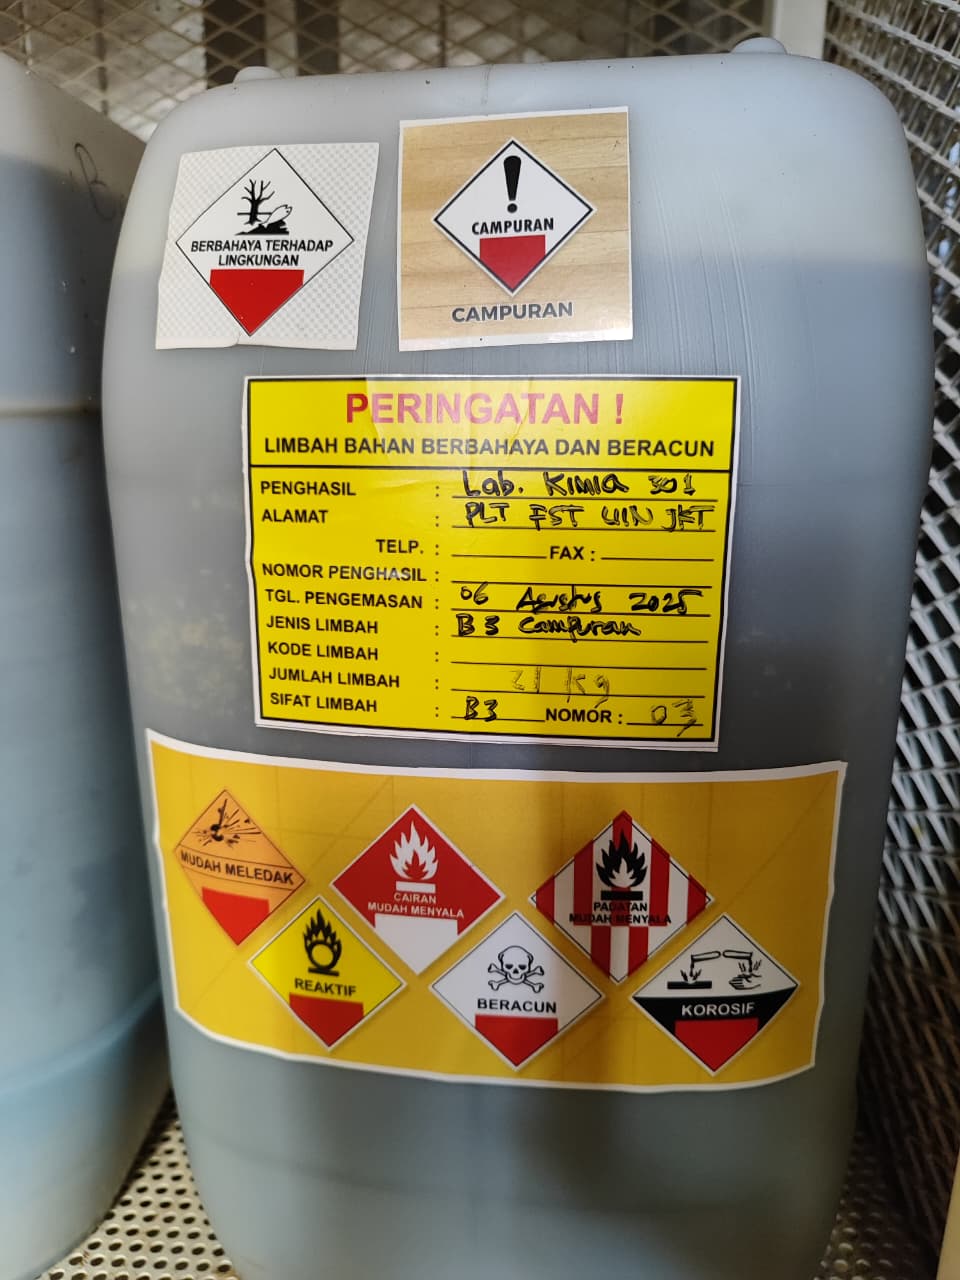 BERBAHAYA TERHADAP
LINGKUNGAN
CAMPURAN
CAMPURAN
PERINGATAN !
LIMBAH BAHAN BERBAHAYA DAN BERACUN
PENGHASIL : Lab. Kimia 301
ALAMAT : PLT FST UIN JKT
TELP. : FAX :
NOMOR PENGHASIL :
TGL. PENGEMASAN : 06 Agustus 2025
JENIS LIMBAH : B3 Campuran
KODE LIMBAH :
JUMLAH LIMBAH : 21 kg
SIFAT LIMBAH : B3 NOMOR : 03
MUDAH MELEDAK
CAIRAN
MUDAH MENYALA
PADATAN
MUDAH MENYALA
REAKTIF
BERACUN
KOROSIF